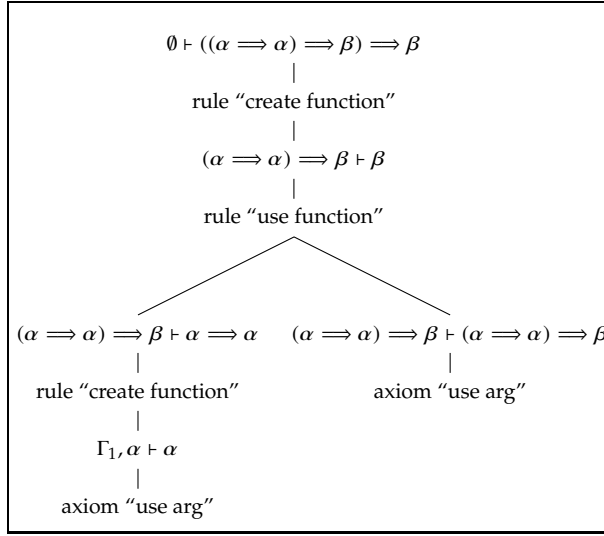 ∅ ⊢ ((α ⟹ α) ⟹ β) ⟹ β
rule “create function”
(α ⟹ α) ⟹ β ⊢ β
rule “use function”
(α ⟹ α) ⟹ β ⊢ α ⟹ α (α ⟹ α) ⟹ β ⊢ (α ⟹ α) ⟹ β
rule “create function” axiom “use arg”
Γ₁, α ⊢ α
axiom “use arg”